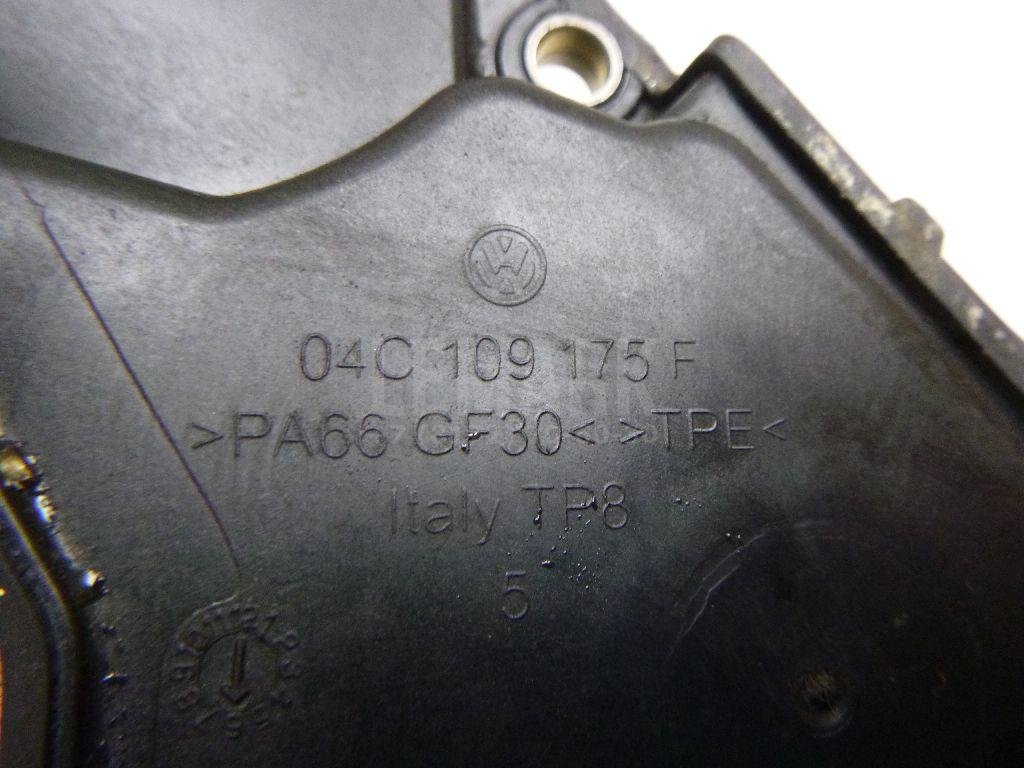 04C 109 175 F
>PA66 GF30< >TPE<
Italy TP8
5